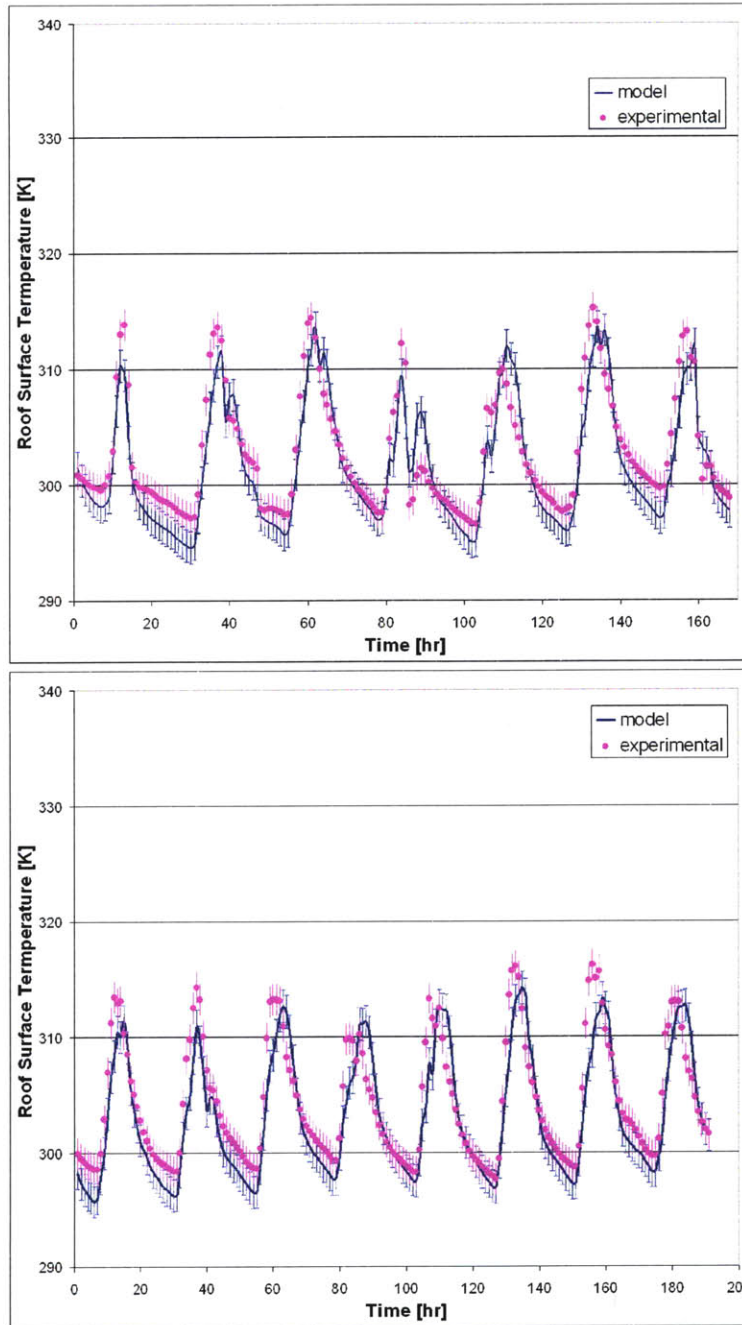 340
330
320
310
300
290
Roof Surface Termperature [K]
model
experimental
0 20 40 60 80 100 120 140 160
Time [hr]
340
330
320
310
300
290
Roof Surface Termperature [K]
model
experimental
0 20 40 60 80 100 120 140 160 180 20
Time [hr]